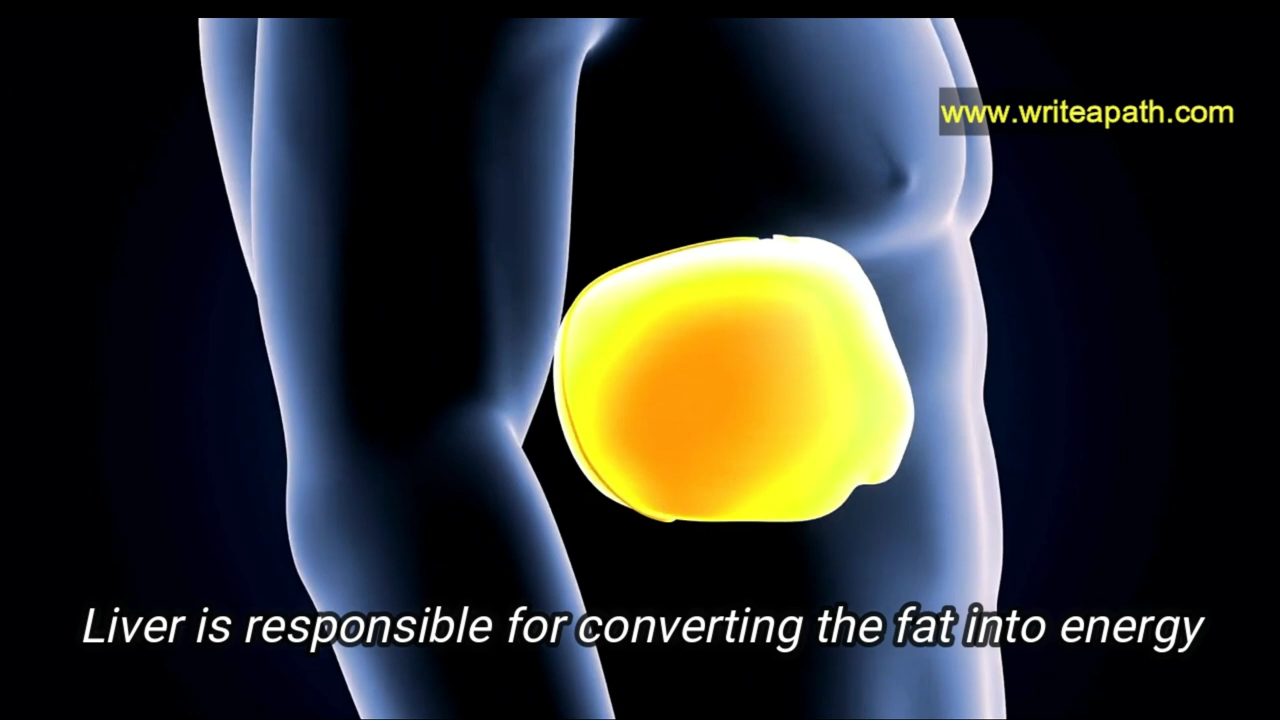 www.writeapath.com
Liver is responsible for converting the fat into energy